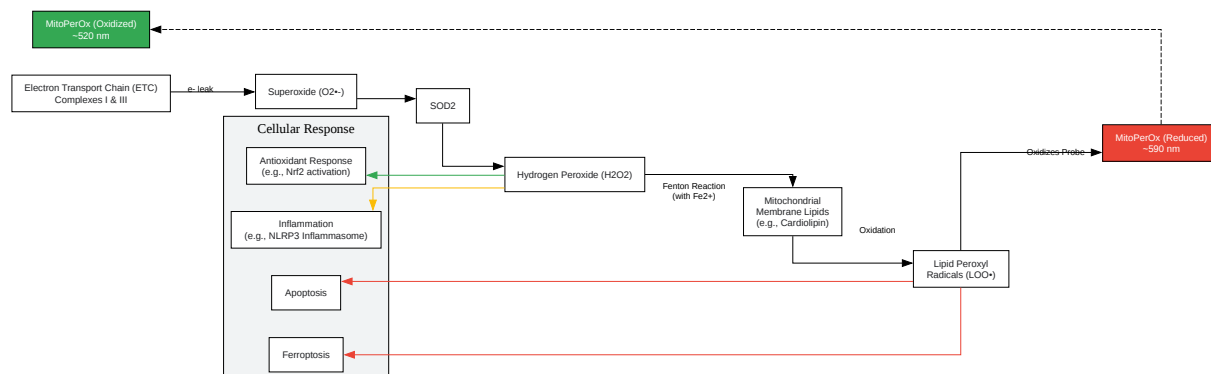 MitoPerOx (Oxidized)
~520 nm
Electron Transport Chain (ETC)
Complexes I & III
e- leak
Superoxide (O2•-)
SOD2
Cellular Response
Antioxidant Response
(e.g., Nrf2 activation)
Inflammation
(e.g., NLRP3 Inflammasome)
Apoptosis
Ferroptosis
Hydrogen Peroxide (H2O2)
Fenton Reaction
(with Fe2+)
Mitochondrial
Membrane Lipids
(e.g., Cardiolipin)
Oxidation
Lipid Peroxyl
Radicals (LOO•)
Oxidizes Probe
MitoPerOx (Reduced)
~590 nm